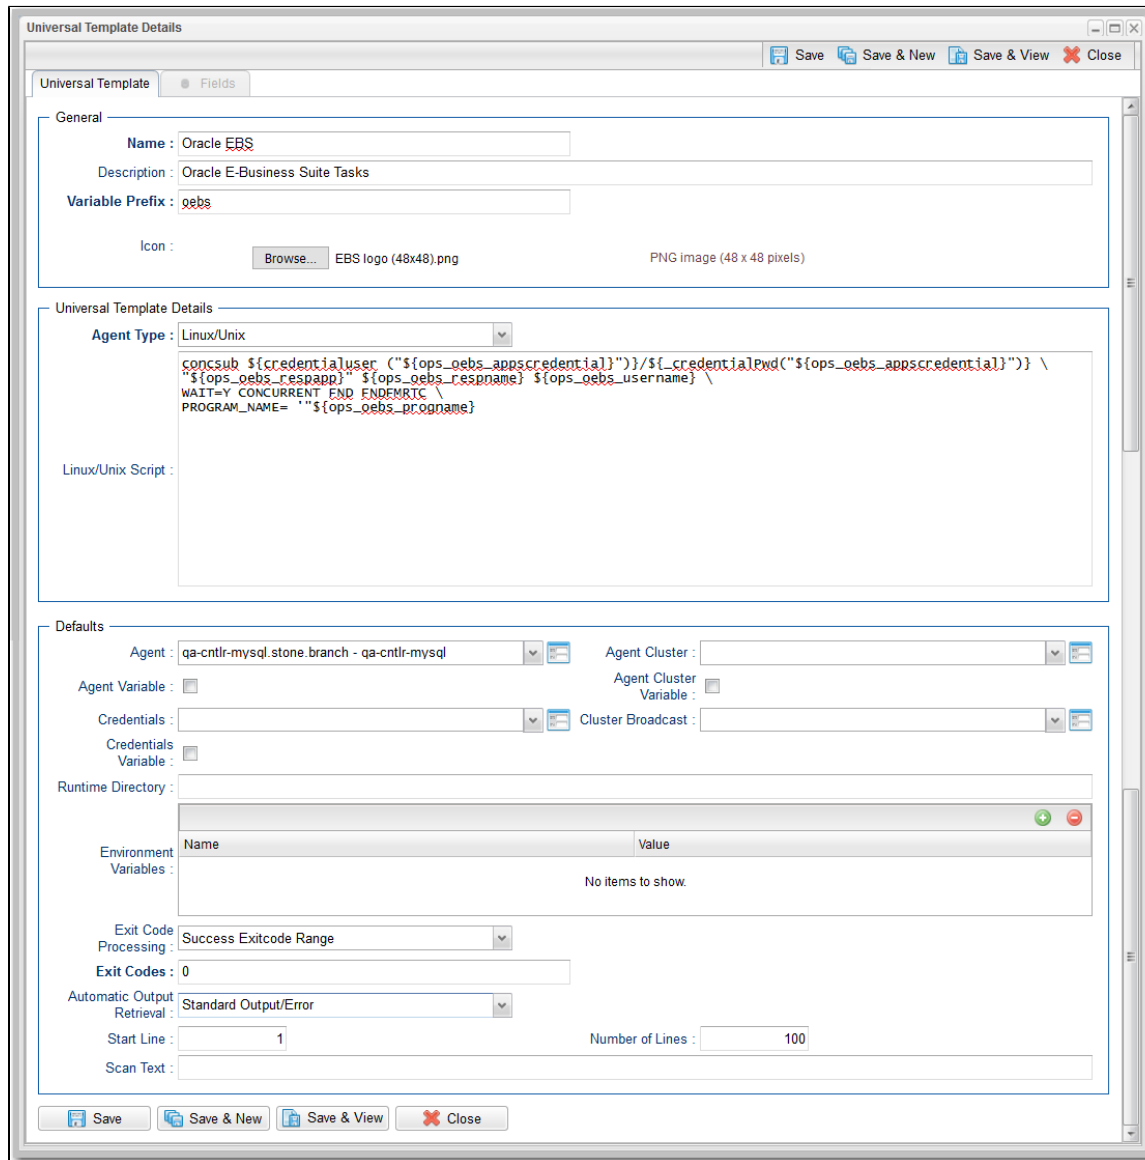 Universal Template Details
Save Save & New Save & View Close
Universal Template Fields
General
Name : Oracle EBS
Description : Oracle E-Business Suite Tasks
Variable Prefix : oebs
Icon : Browse... EBS logo (48x48).png PNG image (48 x 48 pixels)
Universal Template Details
Agent Type : Linux/Unix
concsub ${credentialuser ("${ops_oebs_appscredential}")}/${_credentialPwd("${ops_oebs_appscredential}")} \
"${ops_oebs_respapp}" ${ops_oebs_respname} ${ops_oebs_username} \
WAIT=Y CONCURRENT FND FNDFMRTC \
PROGRAM_NAME= '"${ops_oebs_progname}
Linux/Unix Script :
Defaults
Agent : qa-cntlr-mysql.stone.branch - qa-cntlr-mysql Agent Cluster :
Agent Variable : Agent Cluster
Variable :
Credentials : Cluster Broadcast :
Credentials
Variable :
Runtime Directory :
Name Value
Environment
Variables :
No items to show.
Exit Code
Processing : Success Exitcode Range
Exit Codes : 0
Automatic Output
Retrieval : Standard Output/Error
Start Line : 1 Number of Lines : 100
Scan Text :
Save Save & New Save & View Close